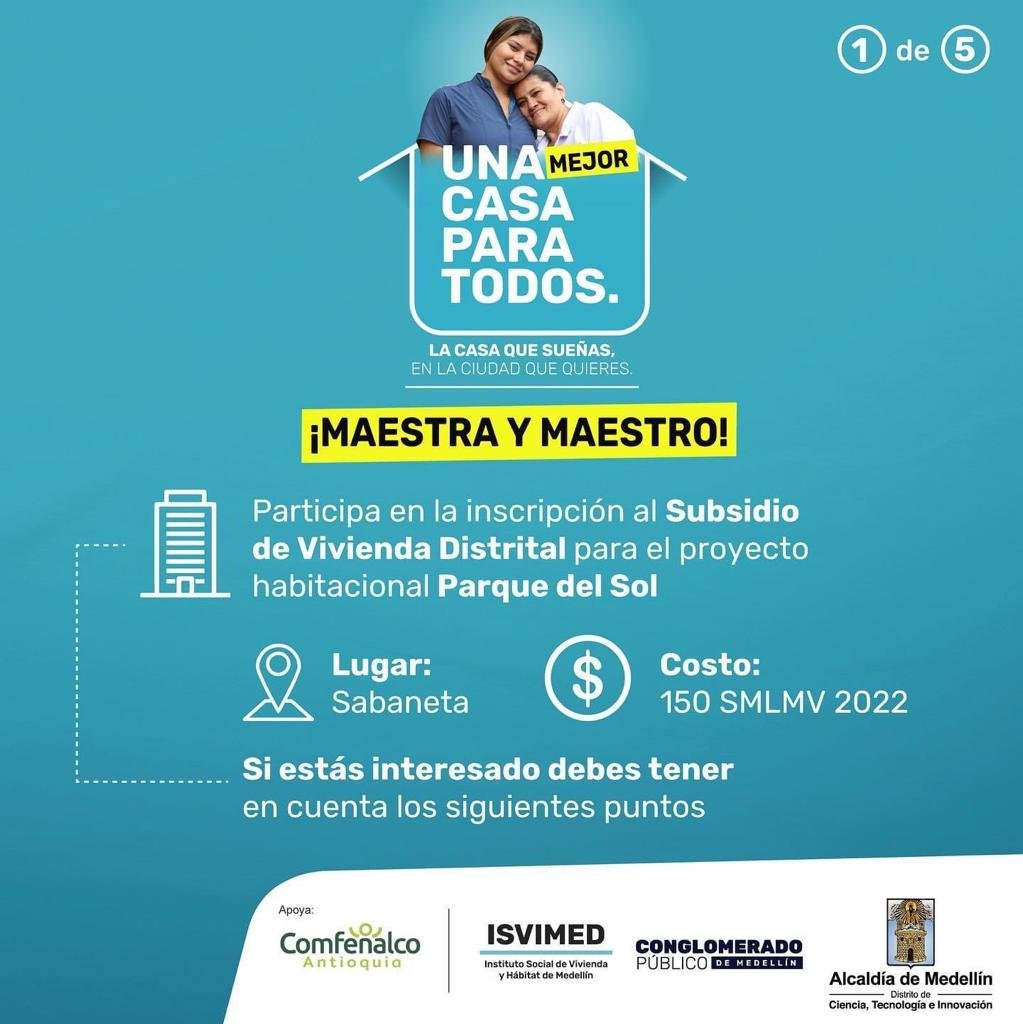 1 de 5
UNA MEJOR
CASA
PARA
TODOS.
LA CASA QUE SUEÑAS,
EN LA CIUDAD QUE QUIERES.
¡MAESTRA Y MAESTRO!
Participa en la inscripción al Subsidio
de Vivienda Distrital para el proyecto
habitacional Parque del Sol
Lugar:
Sabaneta
$
Costo:
150 SMLMV 2022
Si estás interesado debes tener
en cuenta los siguientes puntos
Apoya:
Comfenalco
Antioquia
ISVIMED
Instituto Social de Vivienda
y Hábitat de Medellín
CONGLOMERADO
PÚBLICO DE MEDELLÍN
Alcaldía de Medellín
Distrito de
Ciencia, Tecnología e Innovación